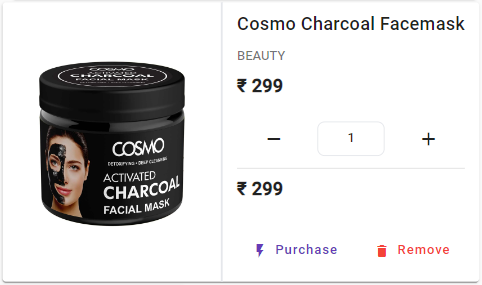 Cosmo Charcoal Facemask
BEAUTY
₹ 299
1
₹ 299
Purchase
Remove
COSMO
ACTIVATED
CHARCOAL
FACIAL MASK
COSMO
DETOXIFYING • DEEP CLEANSING
ACTIVATED
CHARCOAL
FACIAL MASK